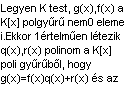 Legyen K test, g(x),f(x) a
K[x] polgyűrű nem0 eleme
i.Ekkor 1értelműen létezik
q(x),r(x) polinom a K[x]
poli gyűrűből, hogy
g(x)=f(x)q(x)+r(x) és az